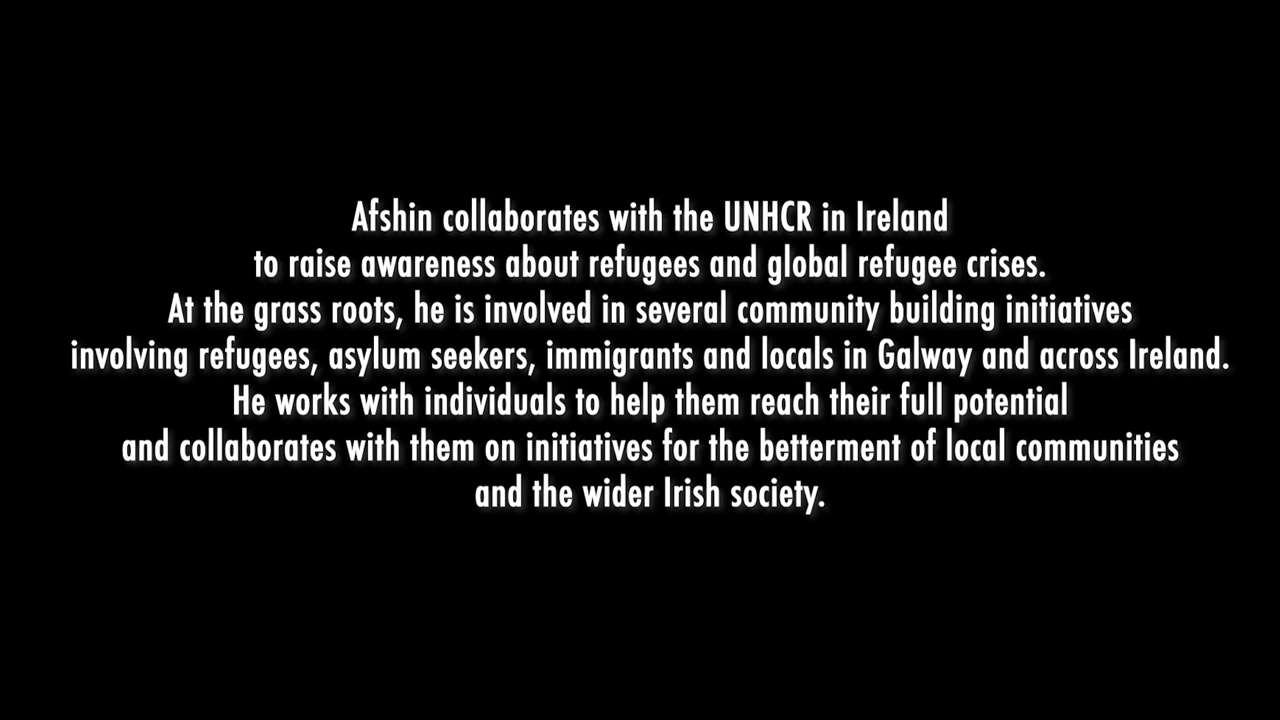 Afshin collaborates with the UNHCR in Ireland
to raise awareness about refugees and global refugee crises.
At the grass roots, he is involved in several community building initiatives
involving refugees, asylum seekers, immigrants and locals in Galway and across Ireland.
He works with individuals to help them reach their full potential
and collaborates with them on initiatives for the betterment of local communities
and the wider Irish society.